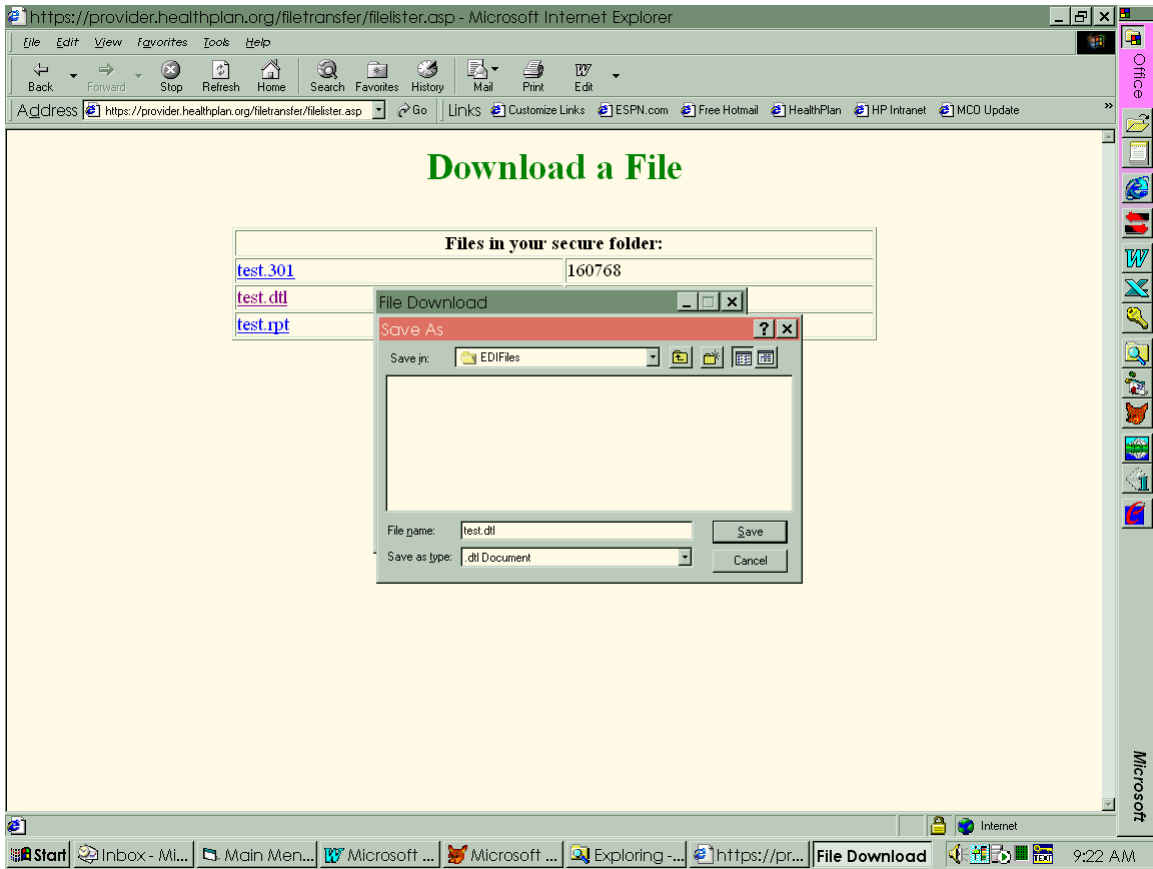 https://provider.healthplan.org/filetransfer/filelister.asp - Microsoft Internet Explorer
File Edit View Favorites Tools Help
Back Forward Stop Refresh Home Search Favorites History Mail Print Edit
Address https://provider.healthplan.org/filetransfer/filelister.asp Go Links Customize Links ESPN.com Free Hotmail HealthPlan HP Intranet MCO Update »
Office
Download a File
Files in your secure folder:
test.301 160768
test.dtl
test.rpt
File Download
Save As
Save in: EDIFiles
File name: test.dtl Save
Save as type: .dtl Document Cancel
Microsoft
Internet
Start Inbox - Mi... Main Men... Microsoft ... Microsoft ... Exploring -... https://pr... File Download 9:22 AM